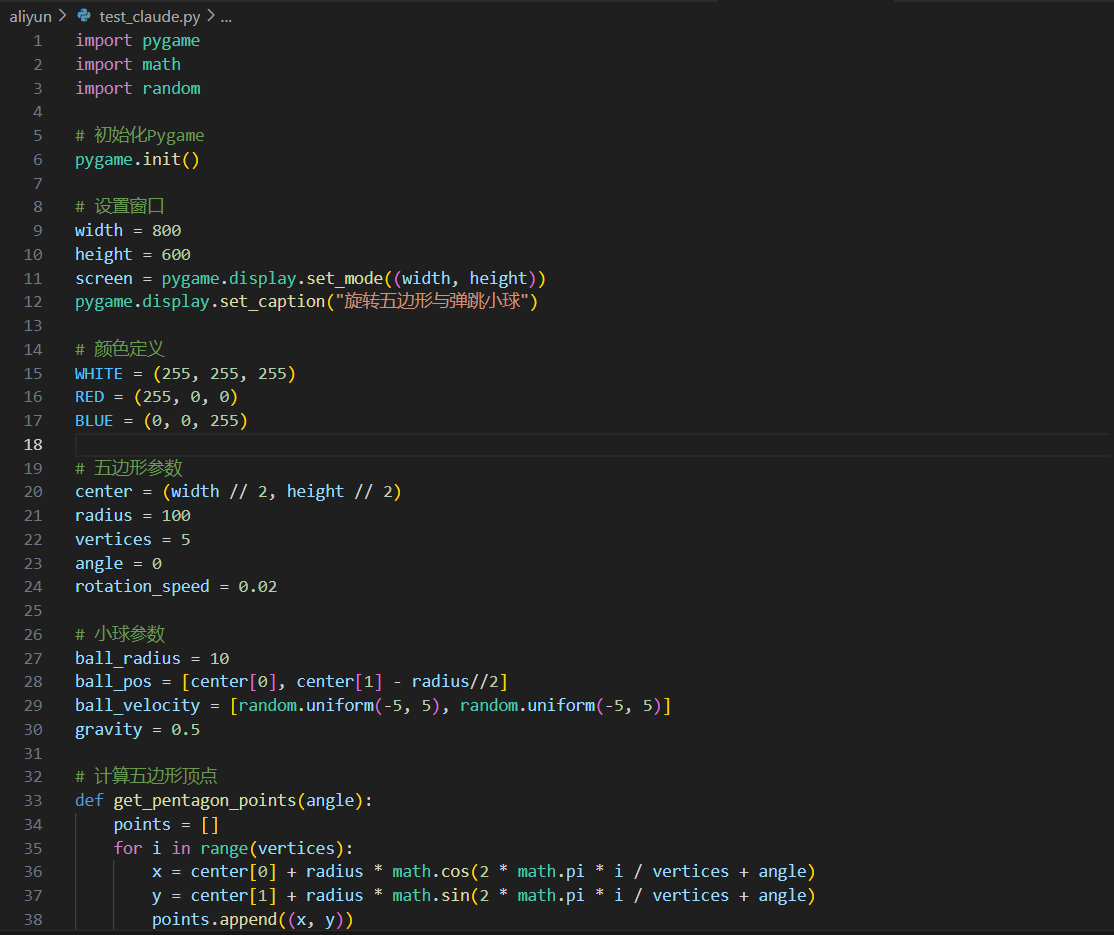 aliyun > test_claude.py > ...
1 import pygame
2 import math
3 import random
4
5 # 初始化Pygame
6 pygame.init()
7
8 # 设置窗口
9 width = 800
10 height = 600
11 screen = pygame.display.set_mode((width, height))
12 pygame.display.set_caption("旋转五边形与弹跳小球")
13
14 # 颜色定义
15 WHITE = (255, 255, 255)
16 RED = (255, 0, 0)
17 BLUE = (0, 0, 255)
18
19 # 五边形参数
20 center = (width // 2, height // 2)
21 radius = 100
22 vertices = 5
23 angle = 0
24 rotation_speed = 0.02
25
26 # 小球参数
27 ball_radius = 10
28 ball_pos = [center[0], center[1] - radius//2]
29 ball_velocity = [random.uniform(-5, 5), random.uniform(-5, 5)]
30 gravity = 0.5
31
32 # 计算五边形顶点
33 def get_pentagon_points(angle):
34     points = []
35     for i in range(vertices):
36         x = center[0] + radius * math.cos(2 * math.pi * i / vertices + angle)
37         y = center[1] + radius * math.sin(2 * math.pi * i / vertices + angle)
38         points.append((x, y))